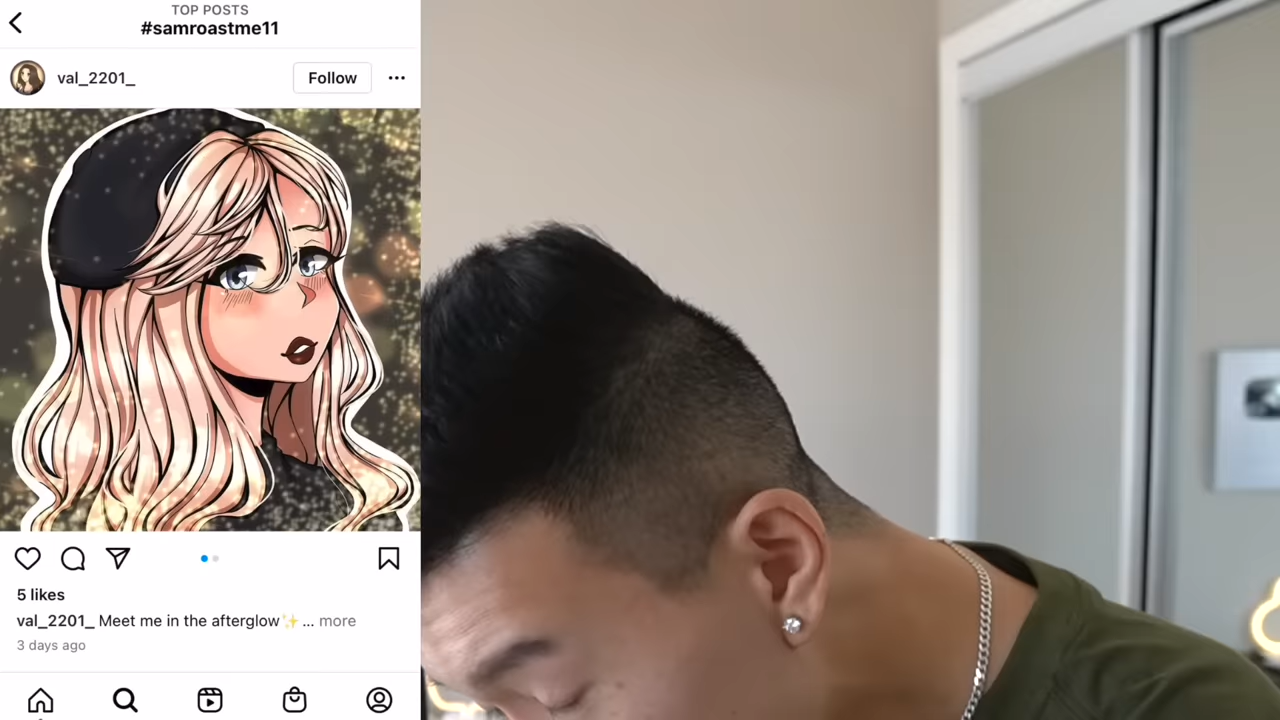 TOP POSTS
#samroastme11
val_2201_
Follow
5 likes
val_2201_ Meet me in the afterglow✨... more
3 days ago